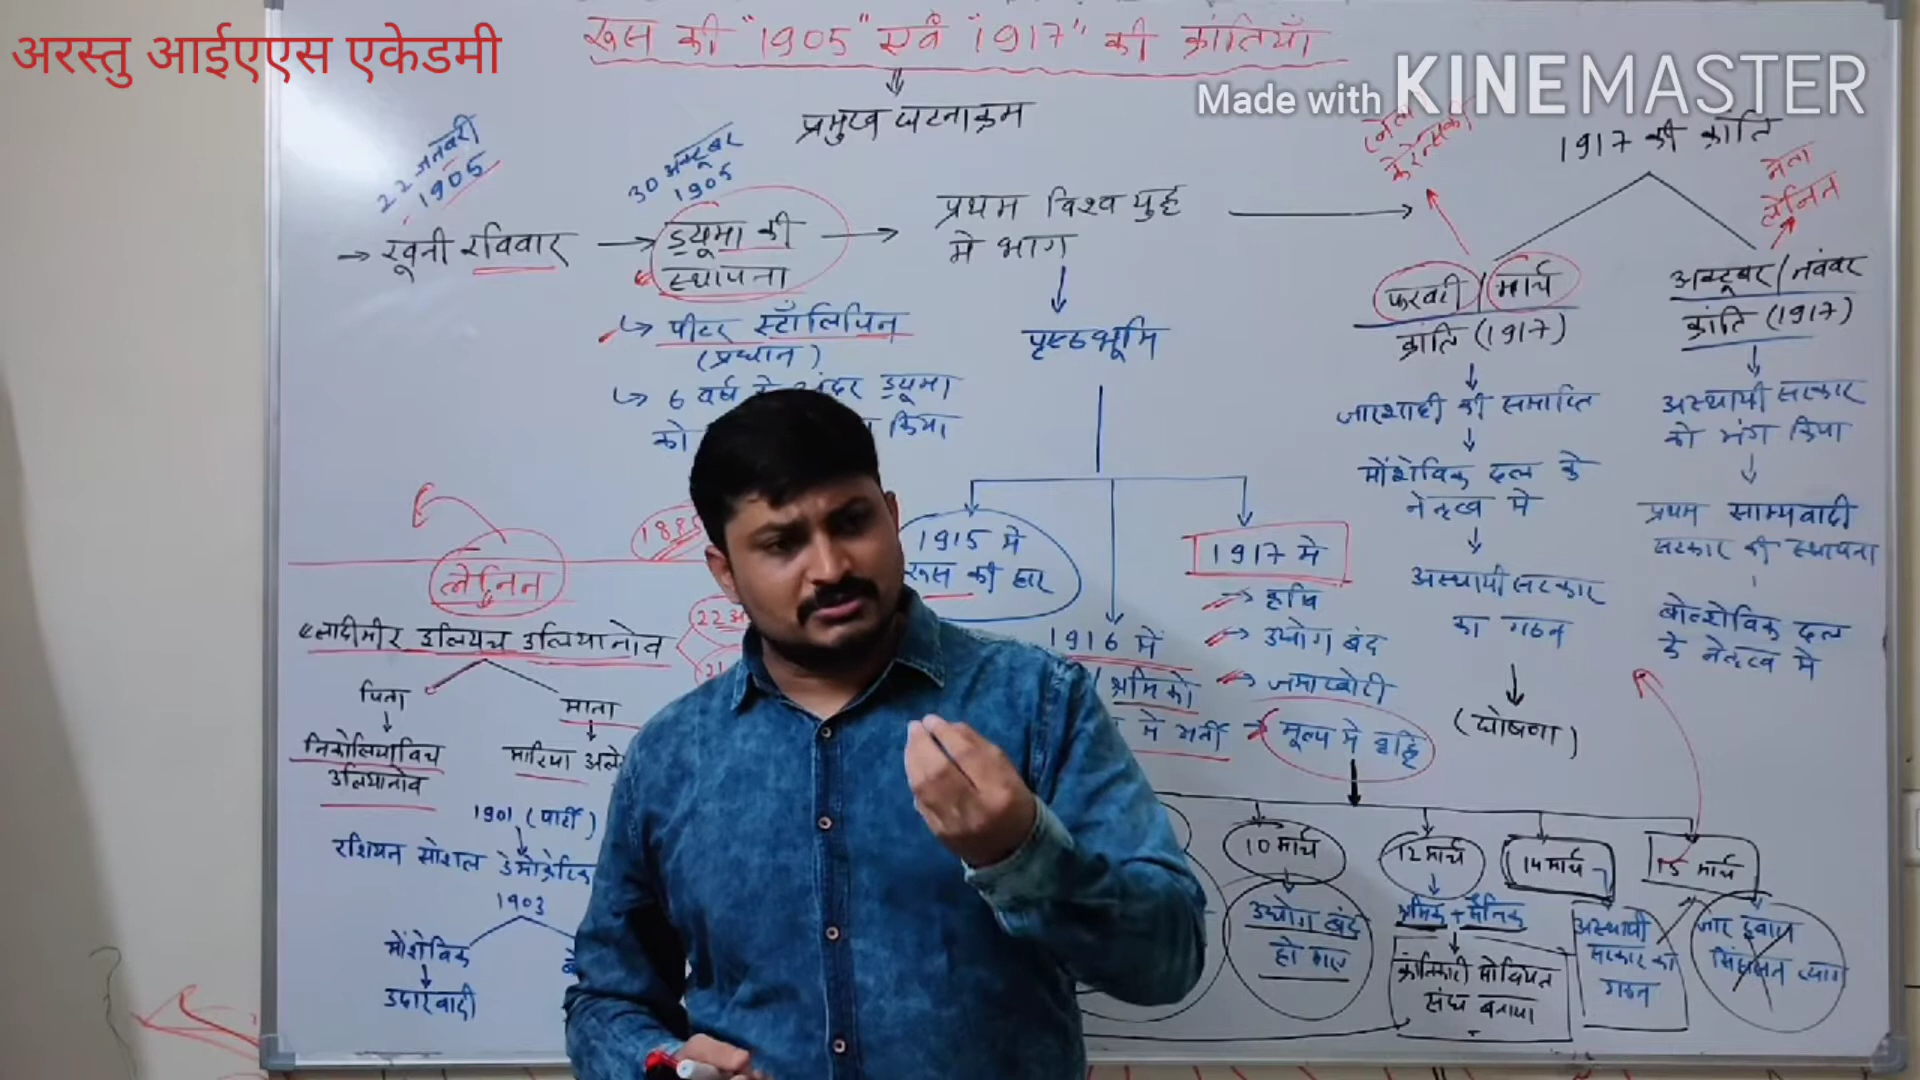 अरस्तु आईएएस एकेडमी
Made with KINEMASTER
रूस की "1905" एवं "1917" की क्रांतियाँ
प्रमुख घटनाक्रम
22 जनवरी
1905
खूनी रविवार
30 अक्टूबर
1905
ड्यूमा की
स्थापना
पीटर स्टॉलिपिन
(प्रधान)
6 वर्ष के अंदर ड्यूमा
को
किया
प्रथम विश्व युद्ध
में भाग
पृष्ठभूमि
1915 में
रूस की हार
1916 में
श्रमिको
में भर्ती
1917 में
कृषि
उद्योग बंद
जमाखोरी
मूल्य में वृद्धि
1917 की क्रांति
नेता
केरेन्सकी
नेता
लेनिन
फरवरी/मार्च
क्रांति (1917)
जारशाही की समाप्ति
मेंशेविक दल के
नेतृत्व में
अस्थायी सरकार
का गठन
(घोषणा)
अक्टूबर/नवंबर
क्रांति (1917)
अस्थायी सरकार
को भंग किया
प्रथम साम्यवादी
सरकार की स्थापना
बोल्शेविक दल
के नेतृत्व में
लेनिन
ब्लादीमीर उलियच उलियानोव
पिता
निकोलियाविच
उलियानोव
माता
मारिया
1901 (पार्टी)
रशियन सोशल डेमोक्रेटिक
1903
मेंशेविक
उदारवादी
10 मार्च
उद्योग बंद
हो गए
12 मार्च
श्रमिक + सैनिक
क्रांतिकारी सोवियत
संघ बनाया
14 मार्च
अस्थायी
सरकार का
गठन
15 मार्च
जार द्वारा
सिंहासन त्याग